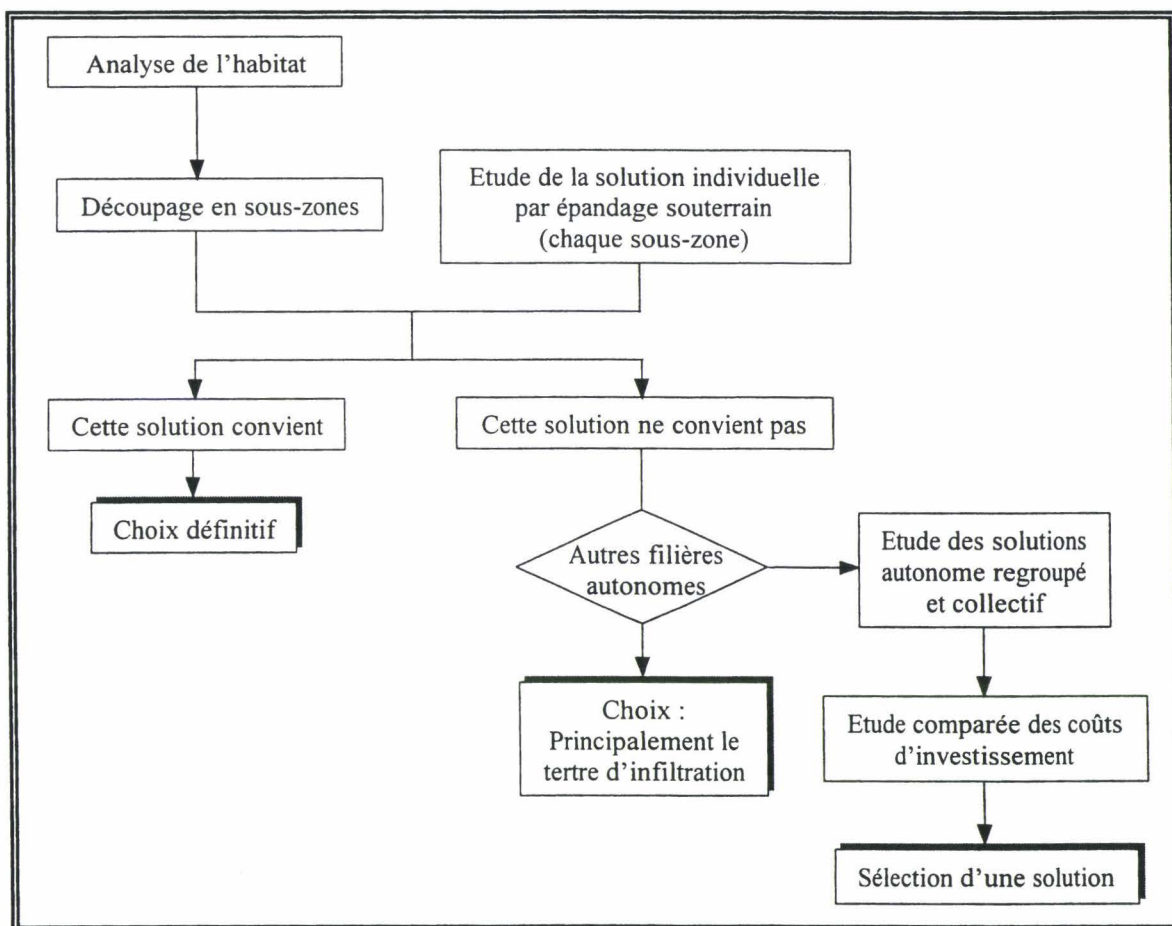 Analyse de l'habitat
Découpage en sous-zones
Etude de la solution individuelle
par épandage souterrain
(chaque sous-zone)
Cette solution convient
Cette solution ne convient pas
Choix définitif
Autres filières
autonomes
Etude des solutions
autonome regroupé
et collectif
Choix :
Principalement le
tertre d'infiltration
Etude comparée des coûts
d'investissement
Sélection d'une solution